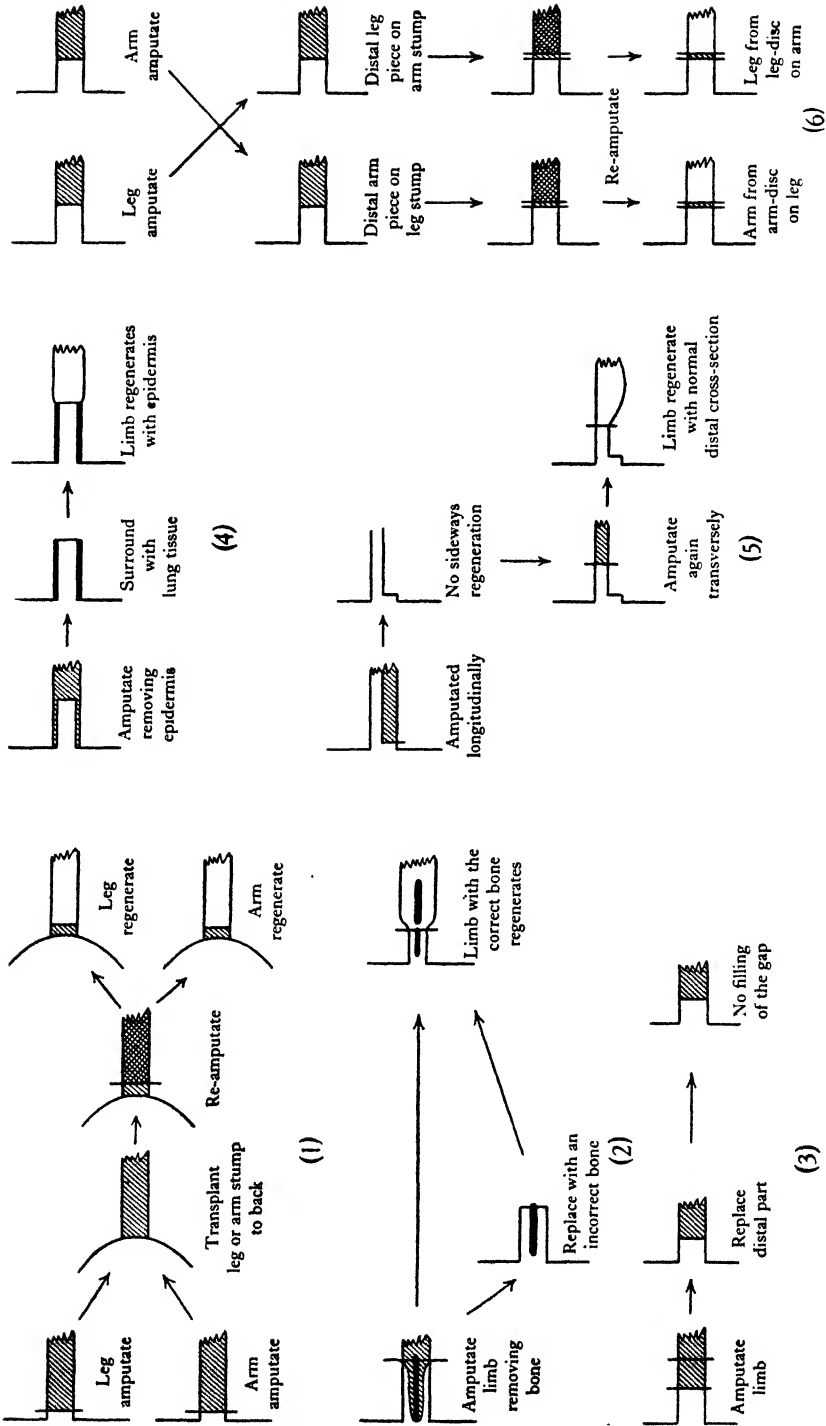 Leg
amputate
Arm
amputate
Transplant
leg or arm stump
to back
Re-amputate
Leg
regenerate
Arm
regenerate
(1)
Amputate
limb
removing
bone
Replace with an
incorrect bone
Limb with the
correct bone
regenerates
(2)
Amputate
limb
Replace
distal part
No filling
of the gap
(3)
Amputate
removing
epidermis
Surround
with
lung tissue
Limb regenerates
with epidermis
(4)
Amputated
longitudinally
No sideways
regeneration
Amputate
again
transversely
Limb regenerate
with normal
distal cross-section
(5)
Leg
amputate
Arm
amputate
Distal arm
piece on
leg stump
Distal leg
piece on
arm stump
Re-amputate
Arm from
arm-disc
on leg
Leg from
leg-disc
on arm
(6)